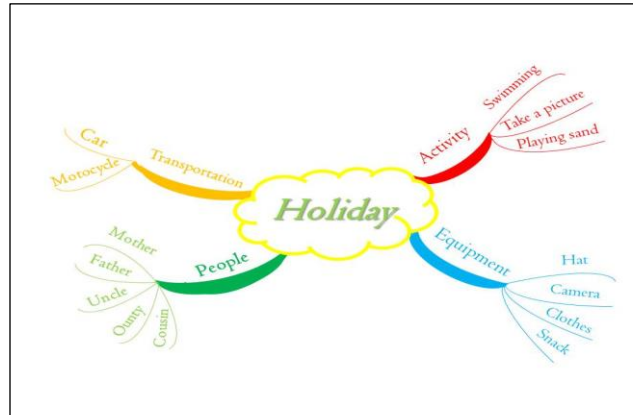 Holiday
Activity
Swimming
Take a picture
Playing sand
Equipment
Hat
Camera
Clothes
Snack
People
Mother
Father
Uncle
Ounty
Cousin
Transportation
Car
Motocycle